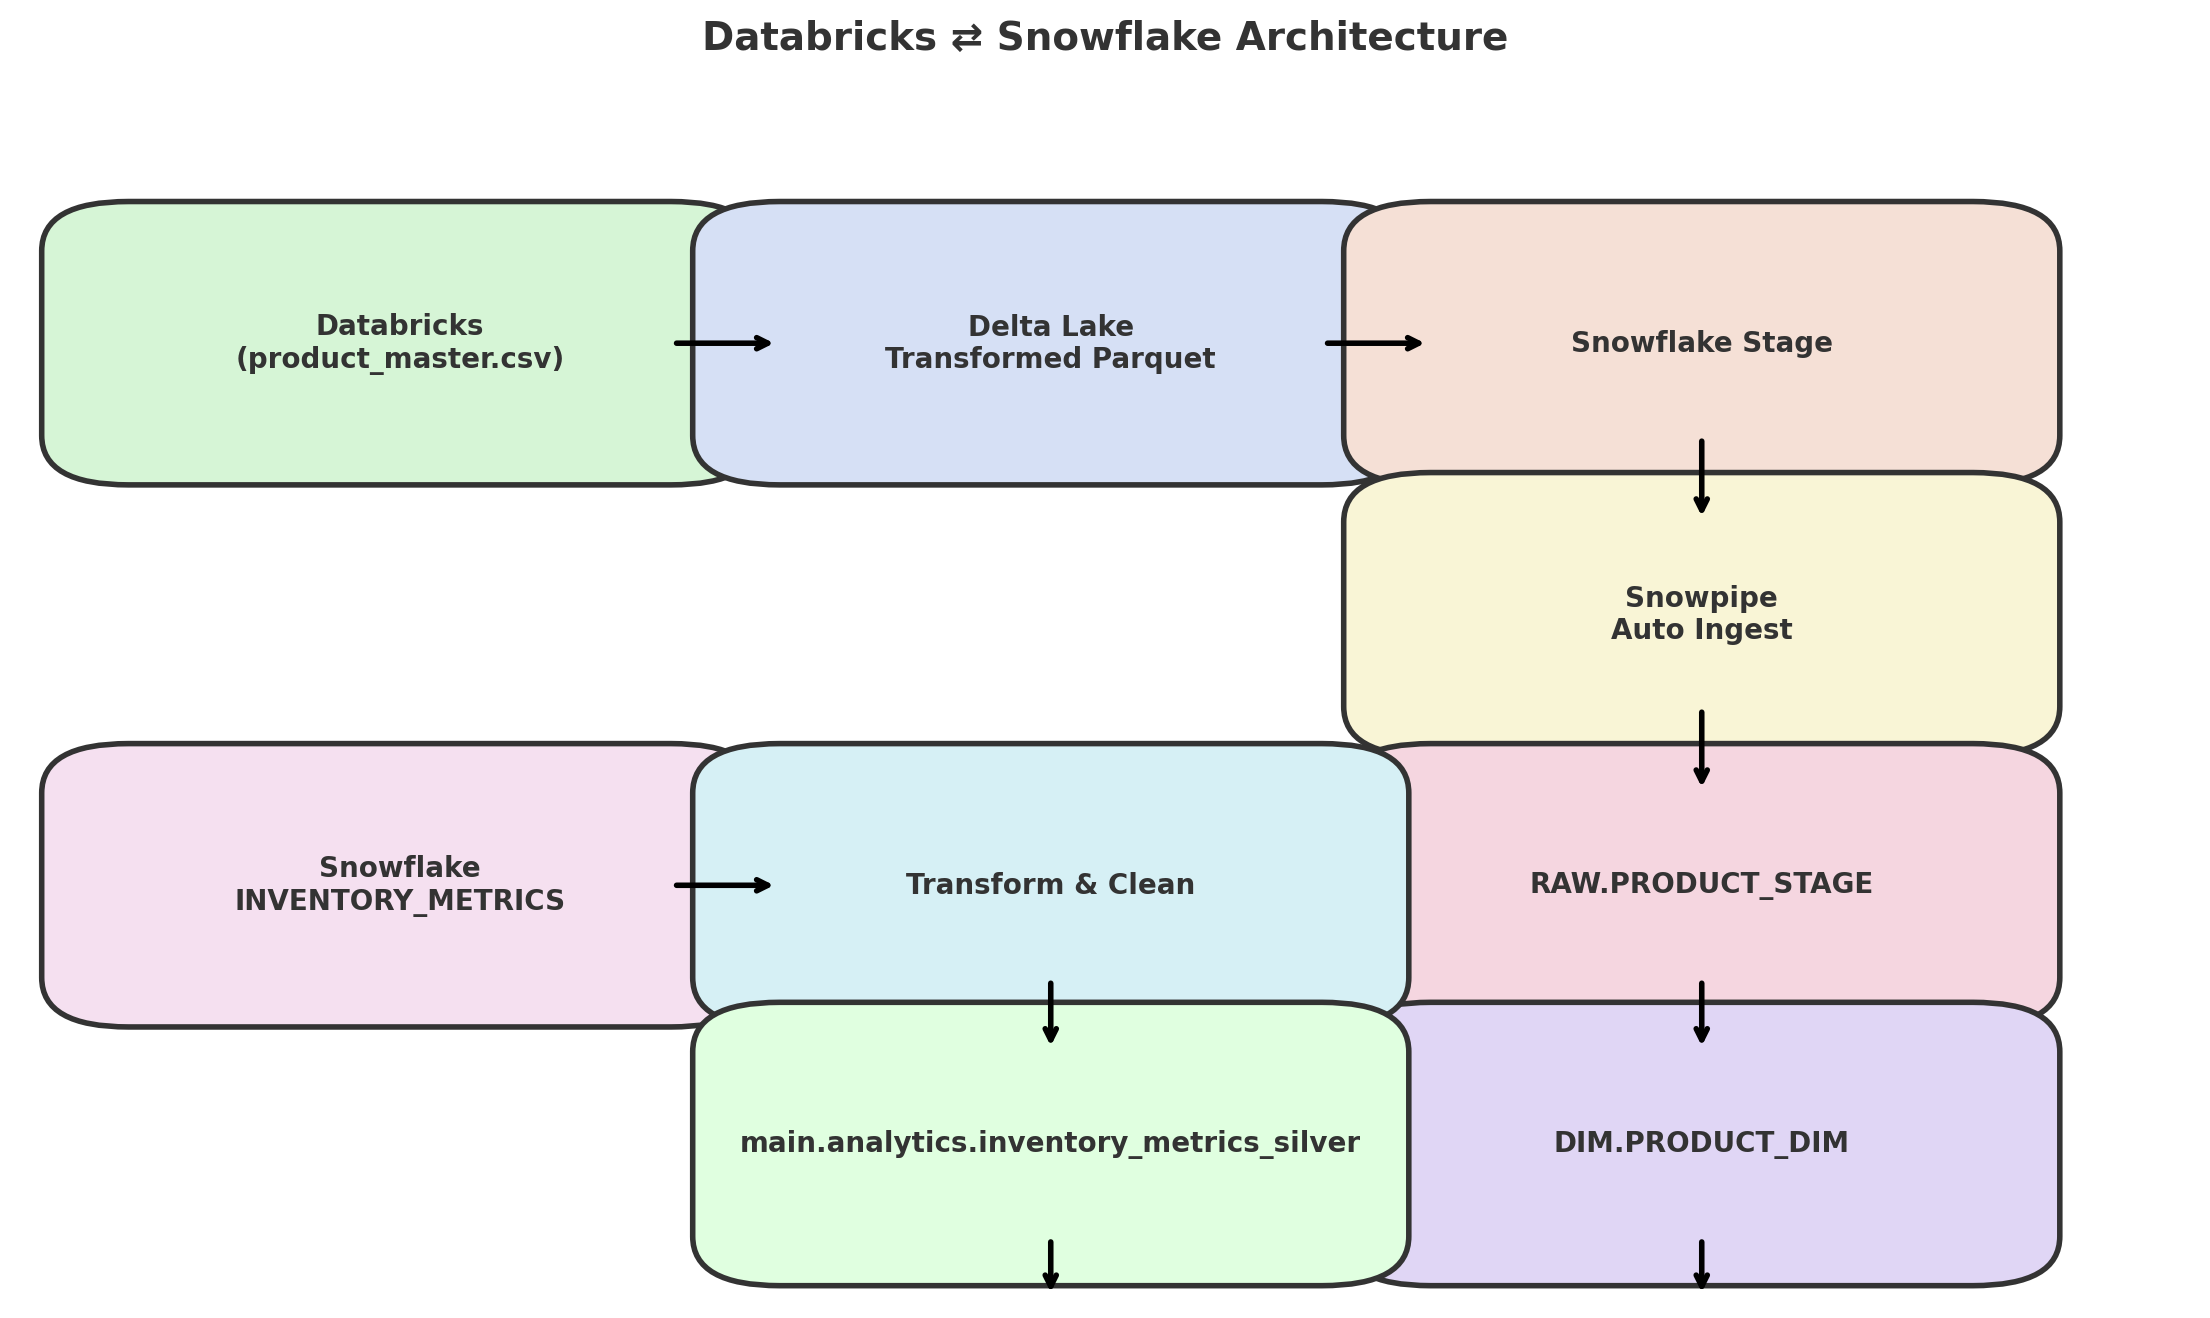 Databricks ⇄ Snowflake Architecture
Databricks
(product_master.csv)
Delta Lake
Transformed Parquet
Snowflake Stage
Snowpipe
Auto Ingest
Snowflake
INVENTORY_METRICS
Transform & Clean
RAW.PRODUCT_STAGE
main.analytics.inventory_metrics_silver
DIM.PRODUCT_DIM